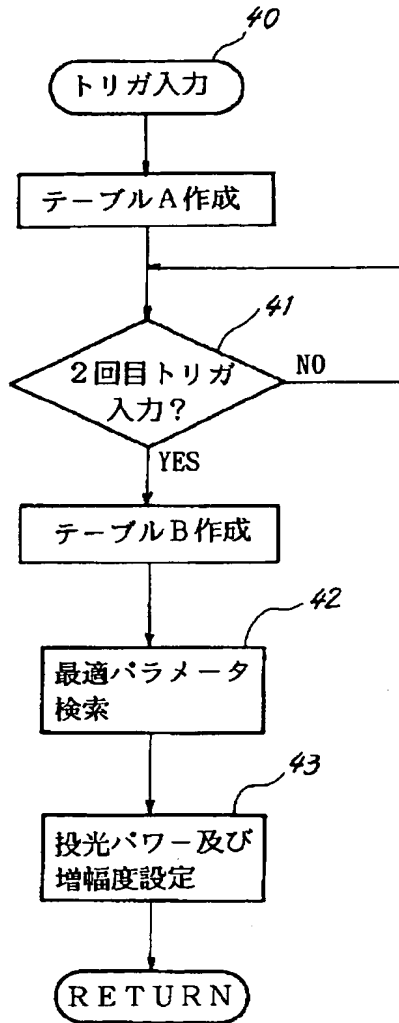 40
トリガ入力
テーブルA作成
41
2回目トリガ
入力?
NO
YES
テーブルB作成
42
最適パラメータ
検索
43
投光パワー及び
増幅度設定
RETURN